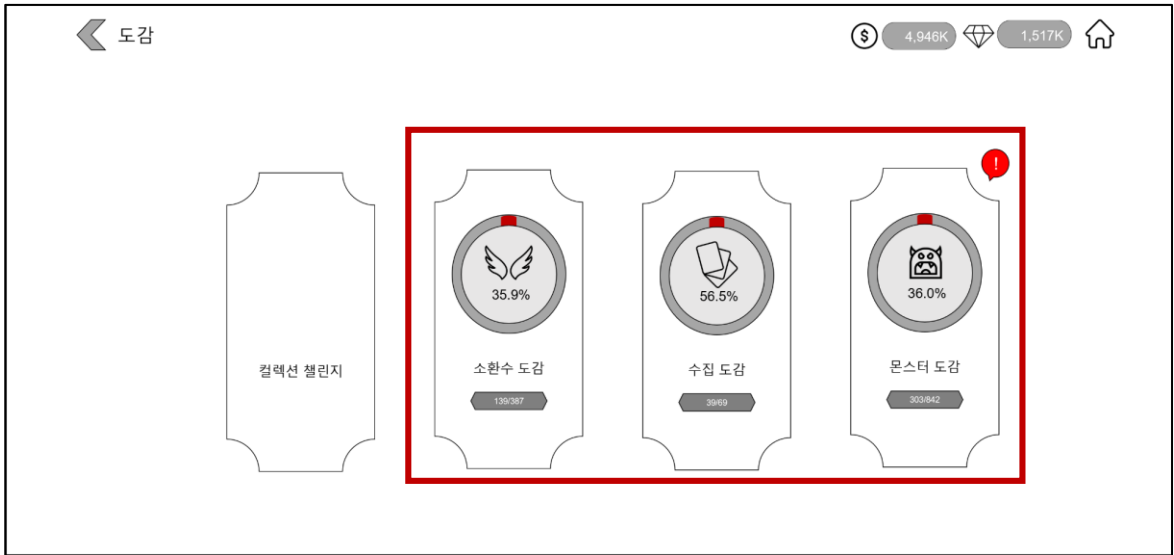 도감
$ 4,946K 1,517K
!
컬렉션 챌린지
35.9%
소환수 도감
139/387
56.5%
수집 도감
39/69
36.0%
몬스터 도감
303/842